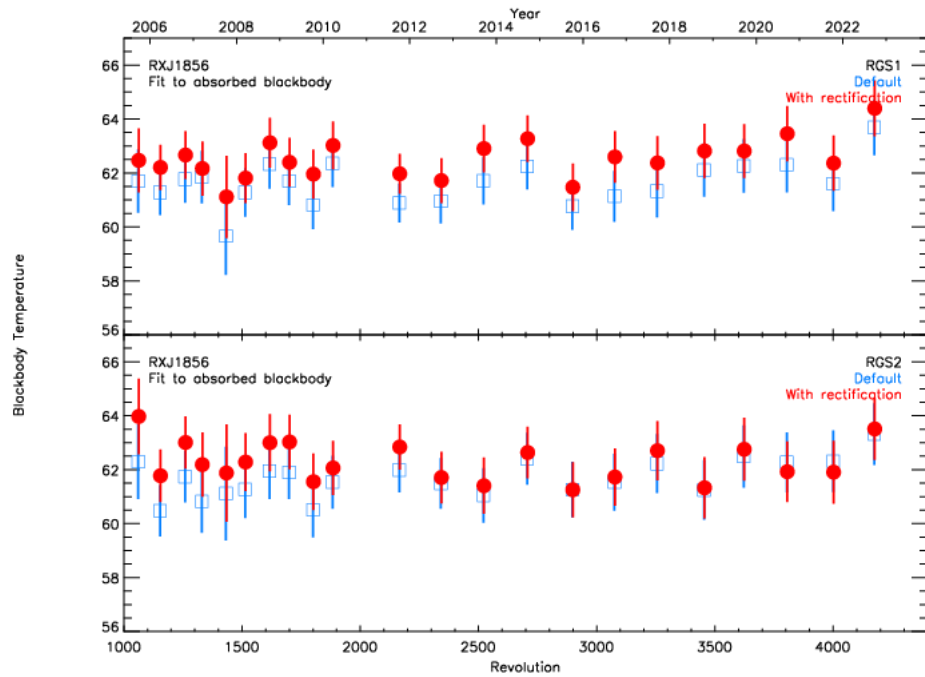 Year
2006 2008 2010 2012 2014 2016 2018 2020 2022
66
64
62
60
58
56
RXJ1856
Fit to absorbed blackbody
RGS1
Default
With rectification
Blackbody Temperature
66
64
62
60
58
56
RXJ1856
Fit to absorbed blackbody
RGS2
Default
With rectification
1000 1500 2000 2500 3000 3500 4000
Revolution